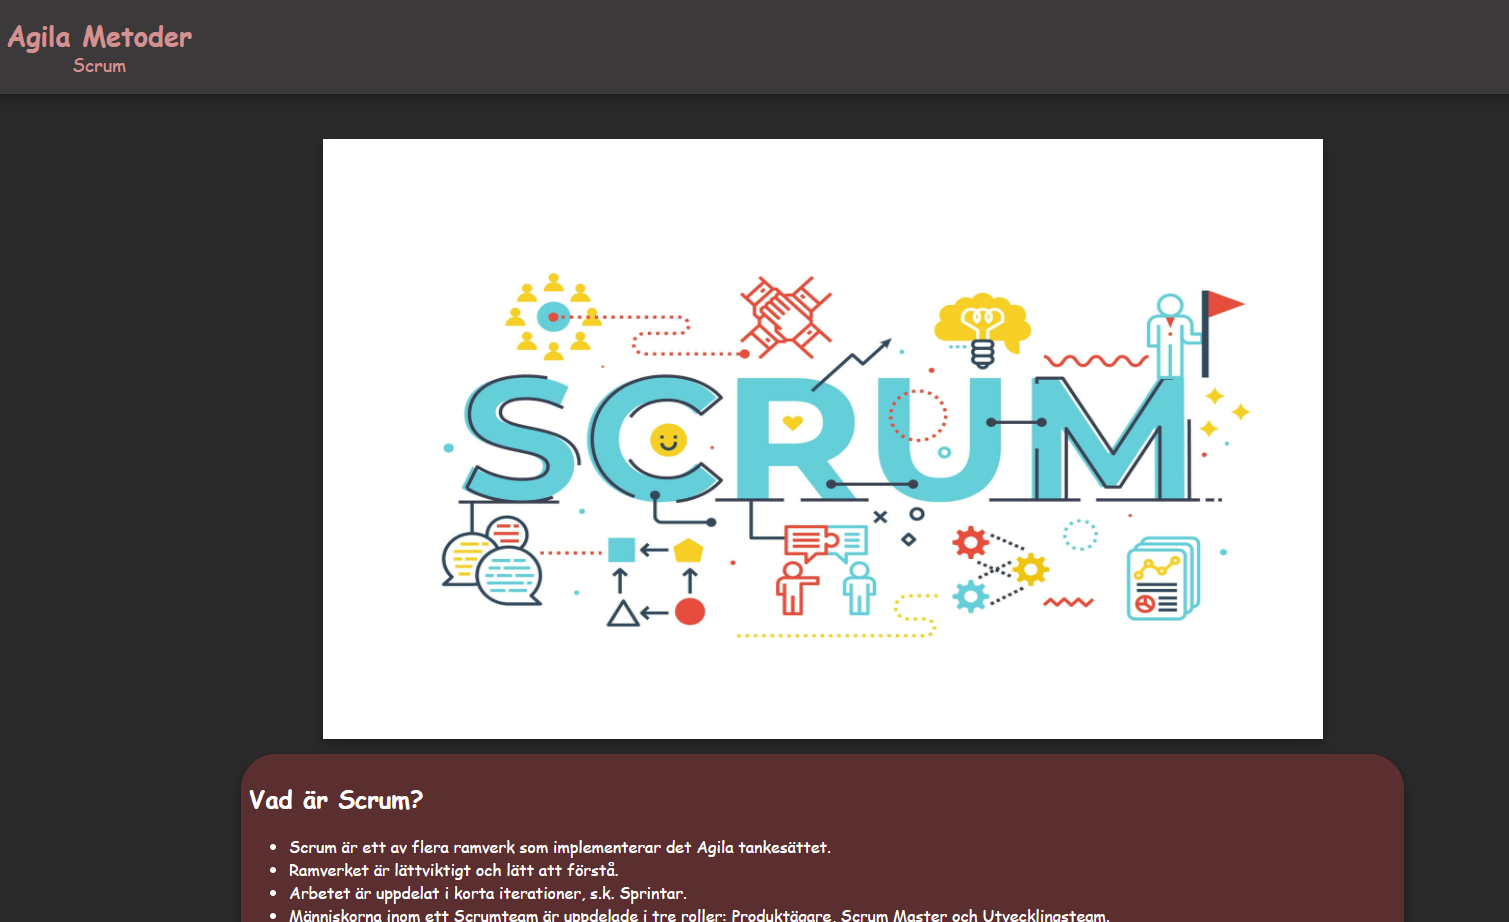 Agila Metoder
Scrum
SCRUM
Vad är Scrum?
Scrum är ett av flera ramverk som implementerar det Agila tankesättet.
Ramverket är lättviktigt och lätt att förstå.
Arbetet är uppdelat i korta iterationer, s.k. Sprintar.
Människorna inom ett Scrumteam är uppdelade i tre roller: Produktägare, Scrum Master och Utvecklingsteam.